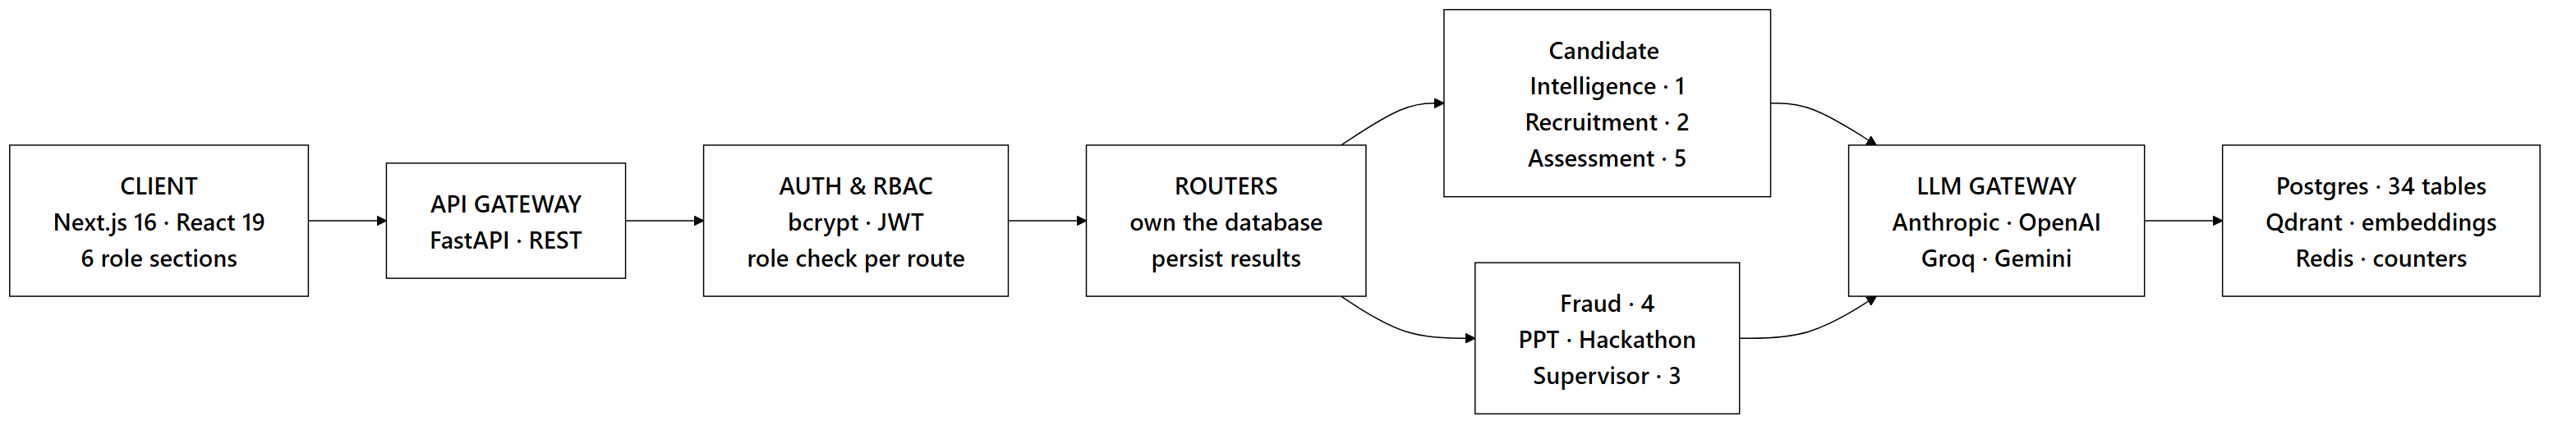 CLIENT
Next.js 16 · React 19
6 role sections
API GATEWAY
FastAPI · REST
AUTH & RBAC
bcrypt · JWT
role check per route
ROUTERS
own the database
persist results
Candidate
Intelligence · 1
Recruitment · 2
Assessment · 5
Fraud · 4
PPT · Hackathon
Supervisor · 3
LLM GATEWAY
Anthropic · OpenAI
Groq · Gemini
Postgres · 34 tables
Qdrant · embeddings
Redis · counters